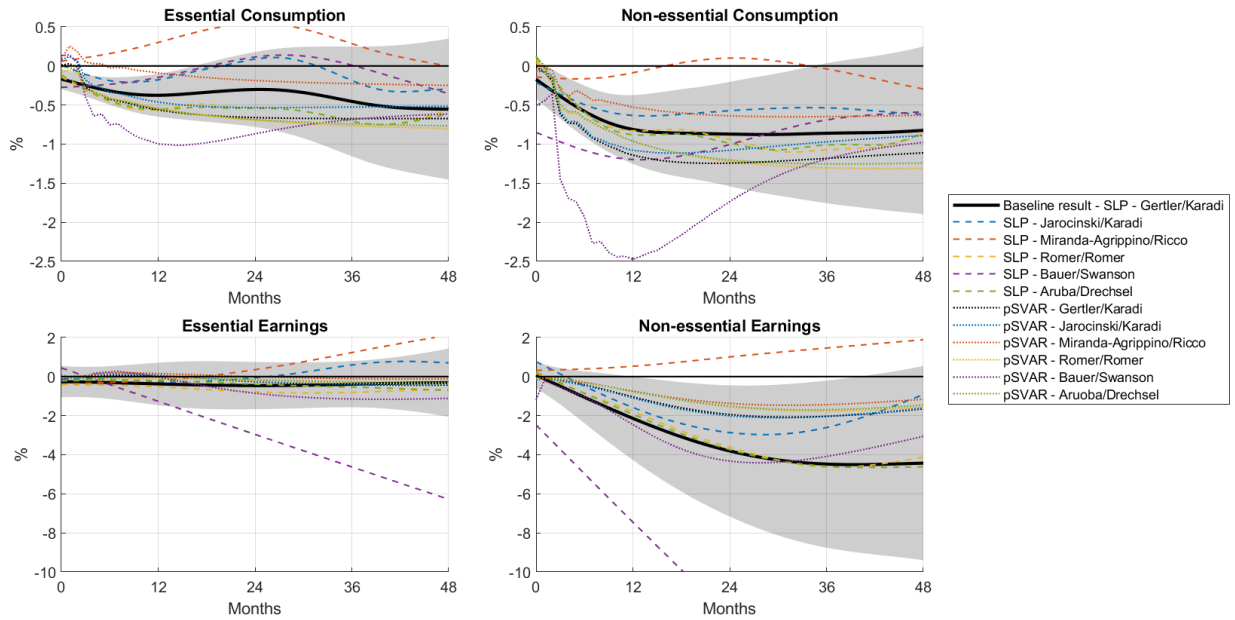 Essential Consumption
0.5
0
-0.5
-1
-1.5
-2
-2.5
%
0
12
24
36
48
Months
Non-essential Consumption
0.5
0
-0.5
-1
-1.5
-2
-2.5
%
0
12
24
36
48
Months
Essential Earnings
2
0
-2
-4
-6
-8
-10
%
0
12
24
36
48
Months
Non-essential Earnings
2
0
-2
-4
-6
-8
-10
%
0
12
24
36
48
Months
Baseline result - SLP - Gertler/Karadi
SLP - Jarocinski/Karadi
SLP - Miranda-Agrippino/Ricco
SLP - Romer/Romer
SLP - Bauer/Swanson
SLP - Aruba/Drechsel
pSVAR - Gertler/Karadi
pSVAR - Jarocinski/Karadi
pSVAR - Miranda-Agrippino/Ricco
pSVAR - Romer/Romer
pSVAR - Bauer/Swanson
pSVAR - Aruoba/Drechsel